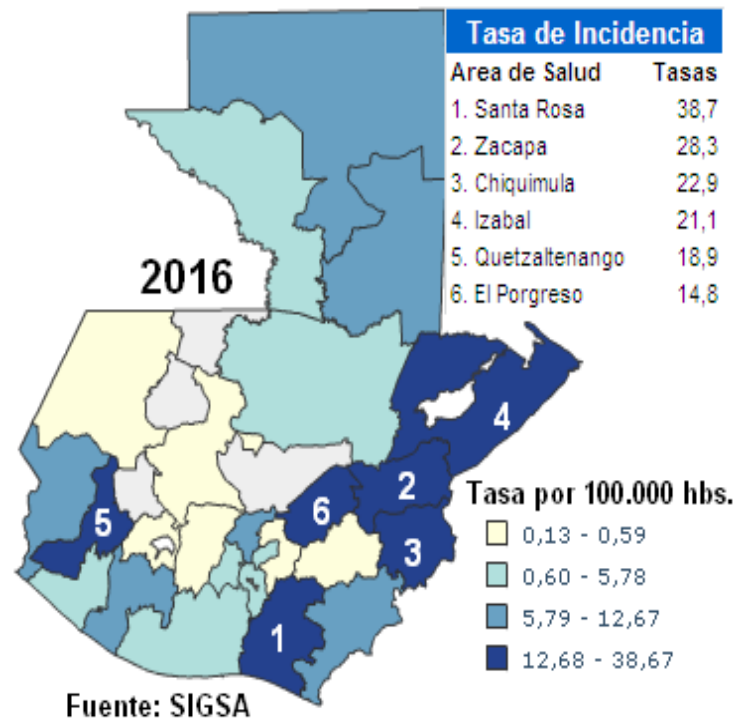 Tasa de Incidencia
Area de Salud Tasas
1. Santa Rosa 38,7
2. Zacapa 28,3
3. Chiquimula 22,9
4. Izabal 21,1
5. Quetzaltenango 18,9
6. El Porgreso 14,8
2016
4
2
6
5
3
1
Tasa por 100.000 hbs.
0,13 - 0,59
0,60 - 5,78
5,79 - 12,67
12,68 - 38,67
Fuente: SIGSA